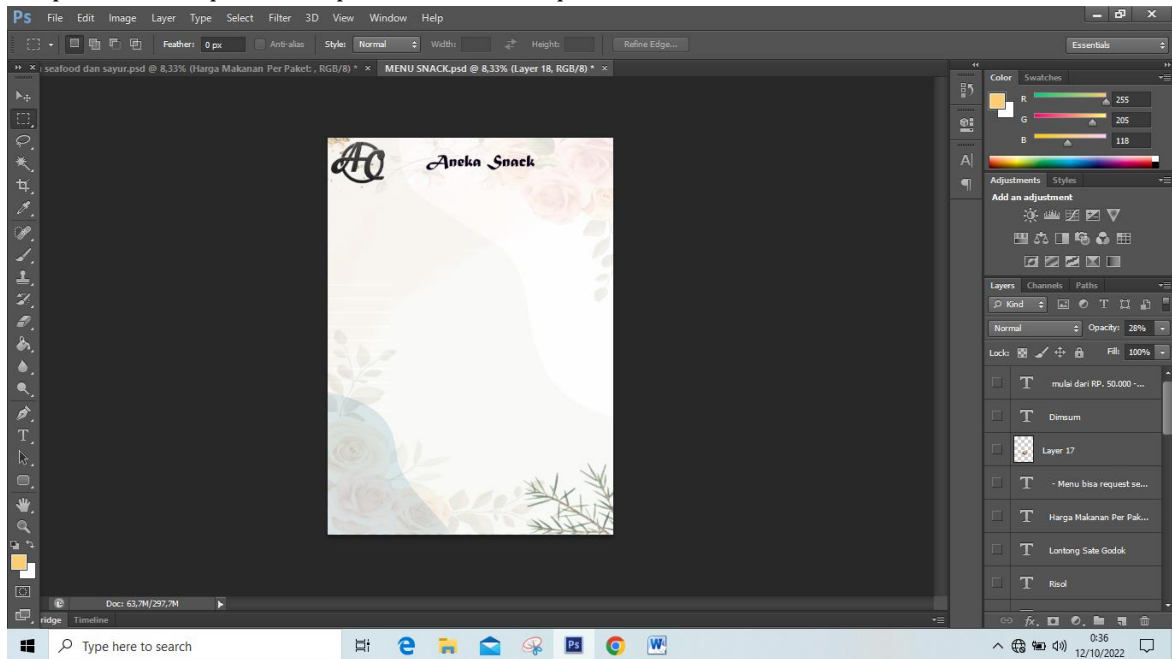 Ps File Edit Image Layer Type Select Filter 3D View Window Help
Feather: 0 px Anti-alias Style: Normal Width: Height: Refine Edge... Essentials
seafood dan sayur.psd @ 8,33% (Harga Makanan Per Paket: , RGB/8) * × MENU SNACK.psd @ 8,33% (Layer 18, RGB/8) * ×
Color Swatches
R 255
G 205
B 118
AC Aneka Snack
Adjustments Styles
Add an adjustment
Layers Channels Paths
Kind
Normal Opacity: 28%
Lock: Fill: 100%
T mulai dari RP. 50.000 -...
T Dimsum
Layer 17
T - Menu bisa request se...
T Harga Makanan Per Pak...
T Lontong Sate Godok
T Risol
Doc: 63,7M/297,7M
ridge Timeline
Type here to search
0:36
12/10/2022